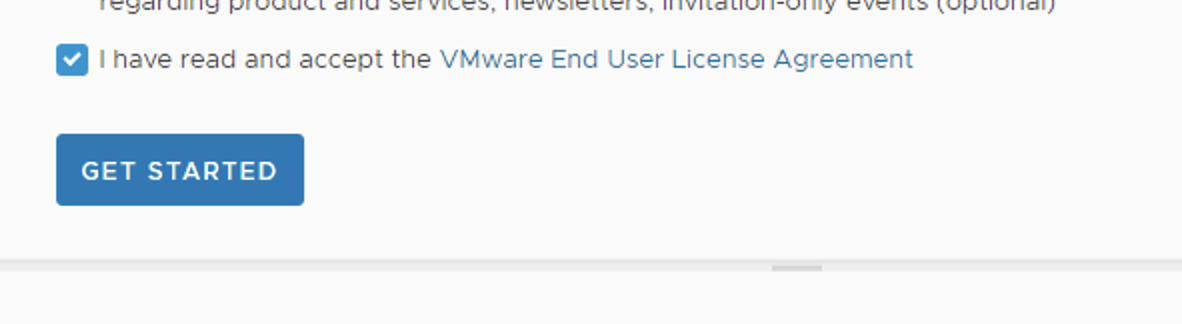 regarding product and services, newsletters, invitation-only events (optional)
I have read and accept the VMware End User License Agreement
GET STARTED